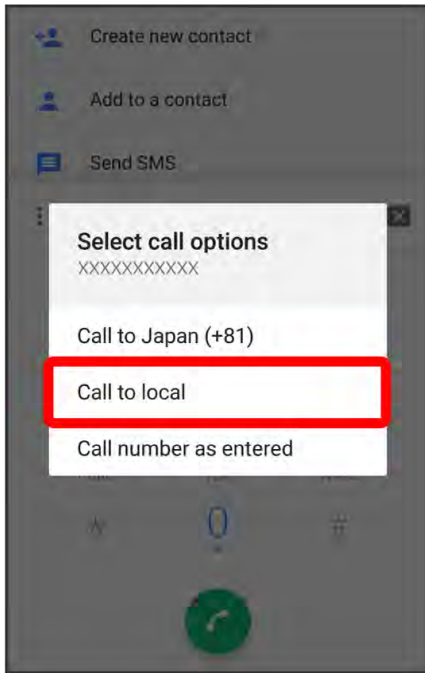 Create new contact
Add to a contact
Send SMS
Select call options
XXXXXXXXXXX
Call to Japan (+81)
Call to local
Call number as entered
* 0 #
+